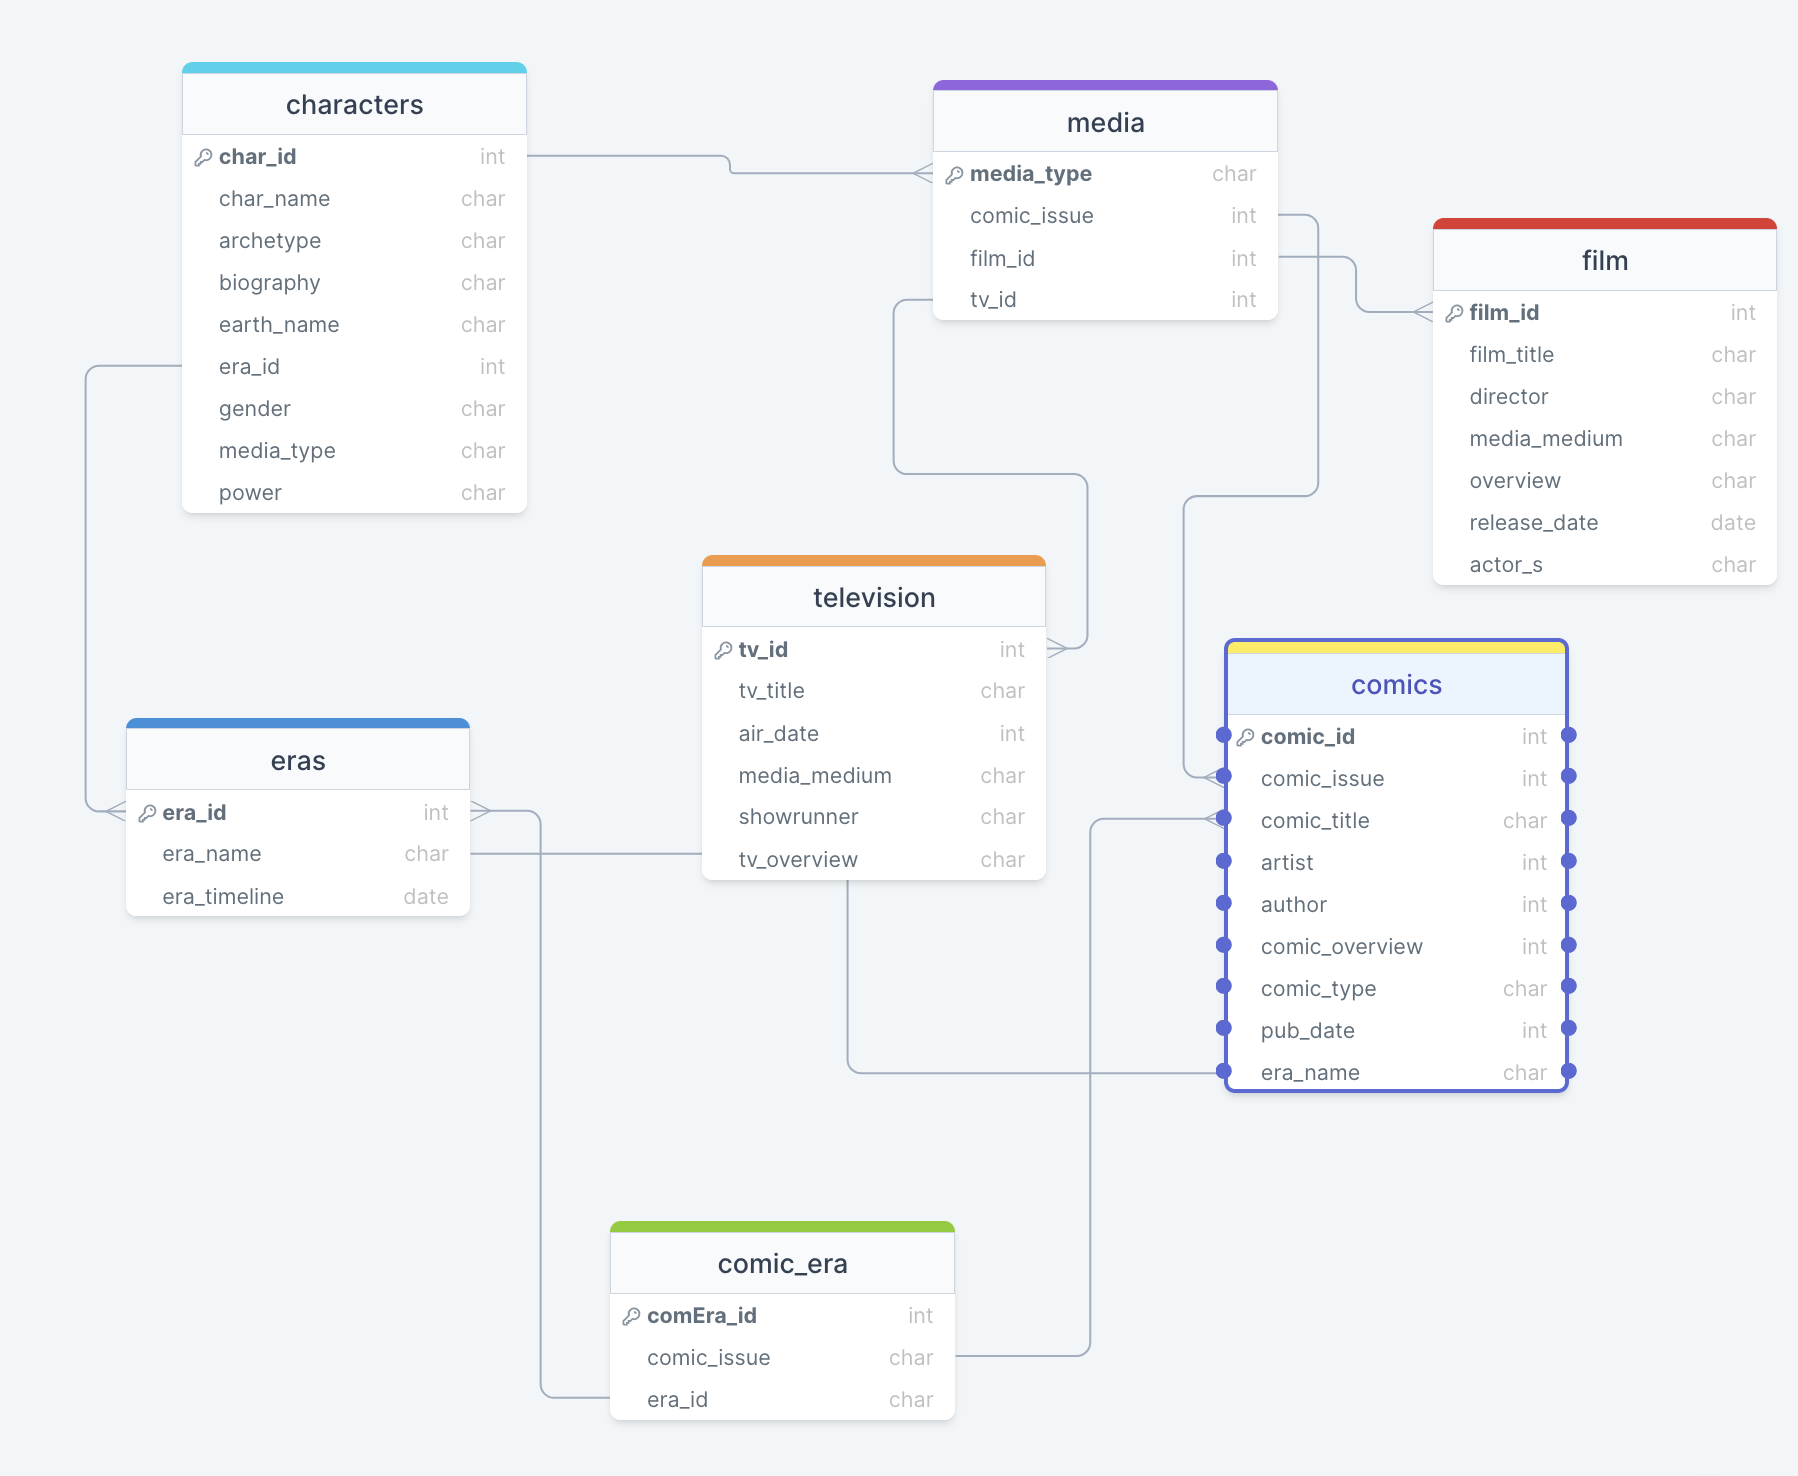 characters
char_id int
char_name char
archetype char
biography char
earth_name char
era_id int
gender char
media_type char
power char
media
media_type char
comic_issue int
film_id int
tv_id int
film
film_id int
film_title char
director char
media_medium char
overview char
release_date date
actor_s char
television
tv_id int
tv_title char
air_date int
media_medium char
showrunner char
tv_overview char
comics
comic_id int
comic_issue int
comic_title char
artist int
author int
comic_overview int
comic_type char
pub_date int
era_name char
eras
era_id int
era_name char
era_timeline date
comic_era
comEra_id int
comic_issue char
era_id char